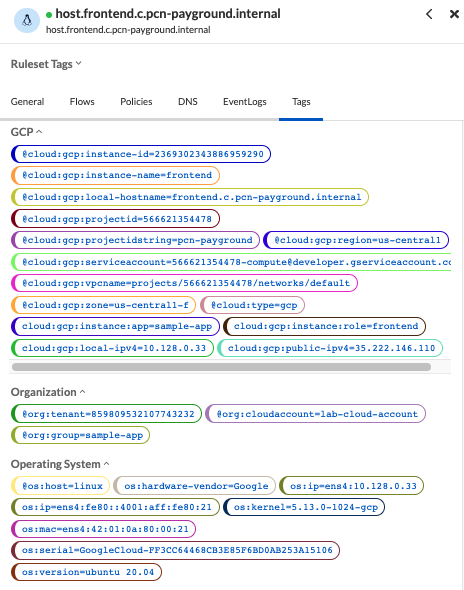 host.frontend.c.pcn-payground.internal
host.frontend.c.pcn-payground.internal
Ruleset Tags
General Flows Policies DNS EventLogs Tags
GCP
@cloud:gcp:instance-id=2369302343886959290
@cloud:gcp:instance-name=frontend
@cloud:gcp:local-hostname=frontend.c.pcn-payground.internal
@cloud:gcp:projectid=566621354478
@cloud:gcp:projectidstring=pcn-payground @cloud:gcp:region=us-central1
@cloud:gcp:serviceaccount=566621354478-compute@developer.gserviceaccount.co
@cloud:gcp:vpcname=projects/566621354478/networks/default
@cloud:gcp:zone=us-central1-f @cloud:type=gcp
cloud:gcp:instance:app=sample-app cloud:gcp:instance:role=frontend
cloud:gcp:local-ipv4=10.128.0.33 cloud:gcp:public-ipv4=35.222.146.110
Organization
@org:tenant=859809532107743232 @org:cloudaccount=lab-cloud-account
@org:group=sample-app
Operating System
@os:host=linux os:hardware-vendor=Google os:ip=ens4:10.128.0.33
os:ip=ens4:fe80::4001:aff:fe80:21 os:kernel=5.13.0-1024-gcp
os:mac=ens4:42:01:0a:80:00:21
os:serial=GoogleCloud-FF3CC64468CB3E85F6BD0AB253A15106
os:version=ubuntu 20.04